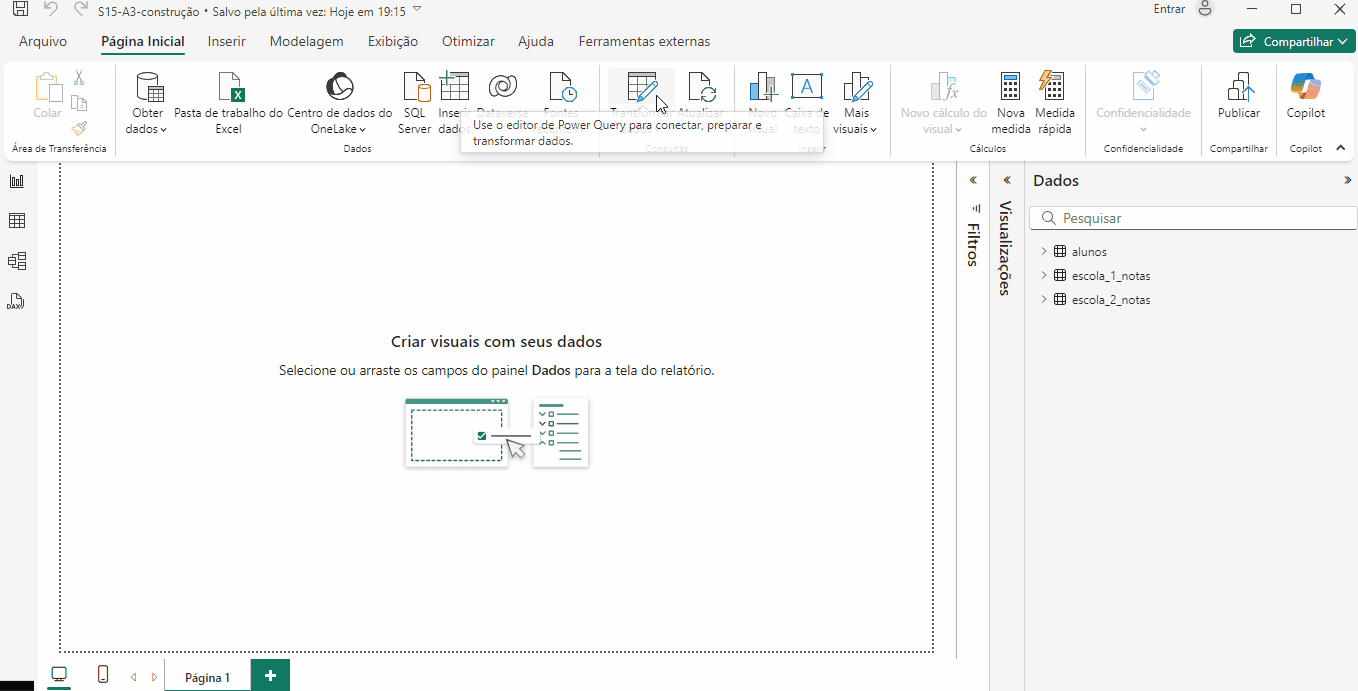 S15-A3-construção • Salvo pela última vez: Hoje em 19:15
Entrar
Arquivo
Página Inicial
Inserir
Modelagem
Exibição
Otimizar
Ajuda
Ferramentas externas
Compartilhar
Colar
Área de Transferência
Obter
dados
Pasta de trabalho do
Excel
Centro de dados do
OneLake
SQL
Server
Inserir
dados
Dataverse
Fontes
Dados
Transformar
Atualizar
Use o editor de Power Query para conectar, preparar e
transformar dados.
Consultas
Novo
visual
Caixa de
texto
Mais
visuais
Inserir
Novo cálculo do
visual
Nova
medida
Medida
rápida
Cálculos
Confidencialidade
Confidencialidade
Publicar
Compartilhar
Copilot
Copilot
DAX
Criar visuais com seus dados
Selecione ou arraste os campos do painel Dados para a tela do relatório.
Filtros
Visualizações
Dados
Pesquisar
alunos
escola_1_notas
escola_2_notas
Página 1